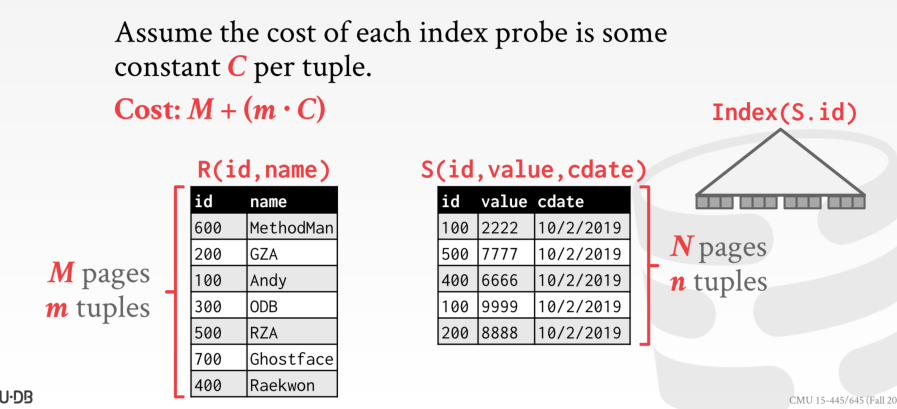 Assume the cost of each index probe is some
constant C per tuple.
Cost: M + (m · C)
Index(S.id)
R(id,name)
id name
600 MethodMan
200 GZA
100 Andy
300 ODB
500 RZA
700 Ghostface
400 Raekwon
M pages
m tuples
S(id,value,cdate)
id value cdate
100 2222 10/2/2019
500 7777 10/2/2019
400 6666 10/2/2019
100 9999 10/2/2019
200 8888 10/2/2019
N pages
n tuples
U·DB
CMU 15-445/645 (Fall 20